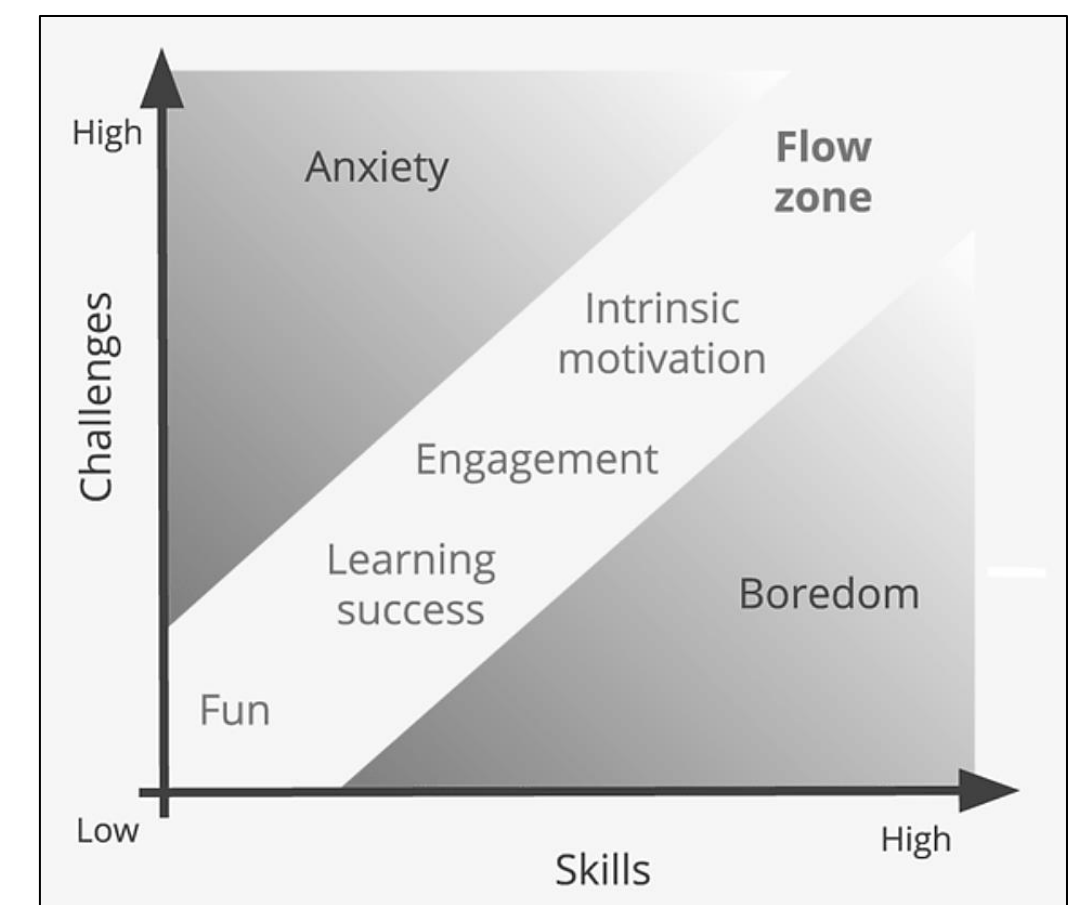 High
Anxiety
Flow
zone
Intrinsic
motivation
Challenges
Engagement
Learning
success
Boredom
Fun
Low
High
Skills